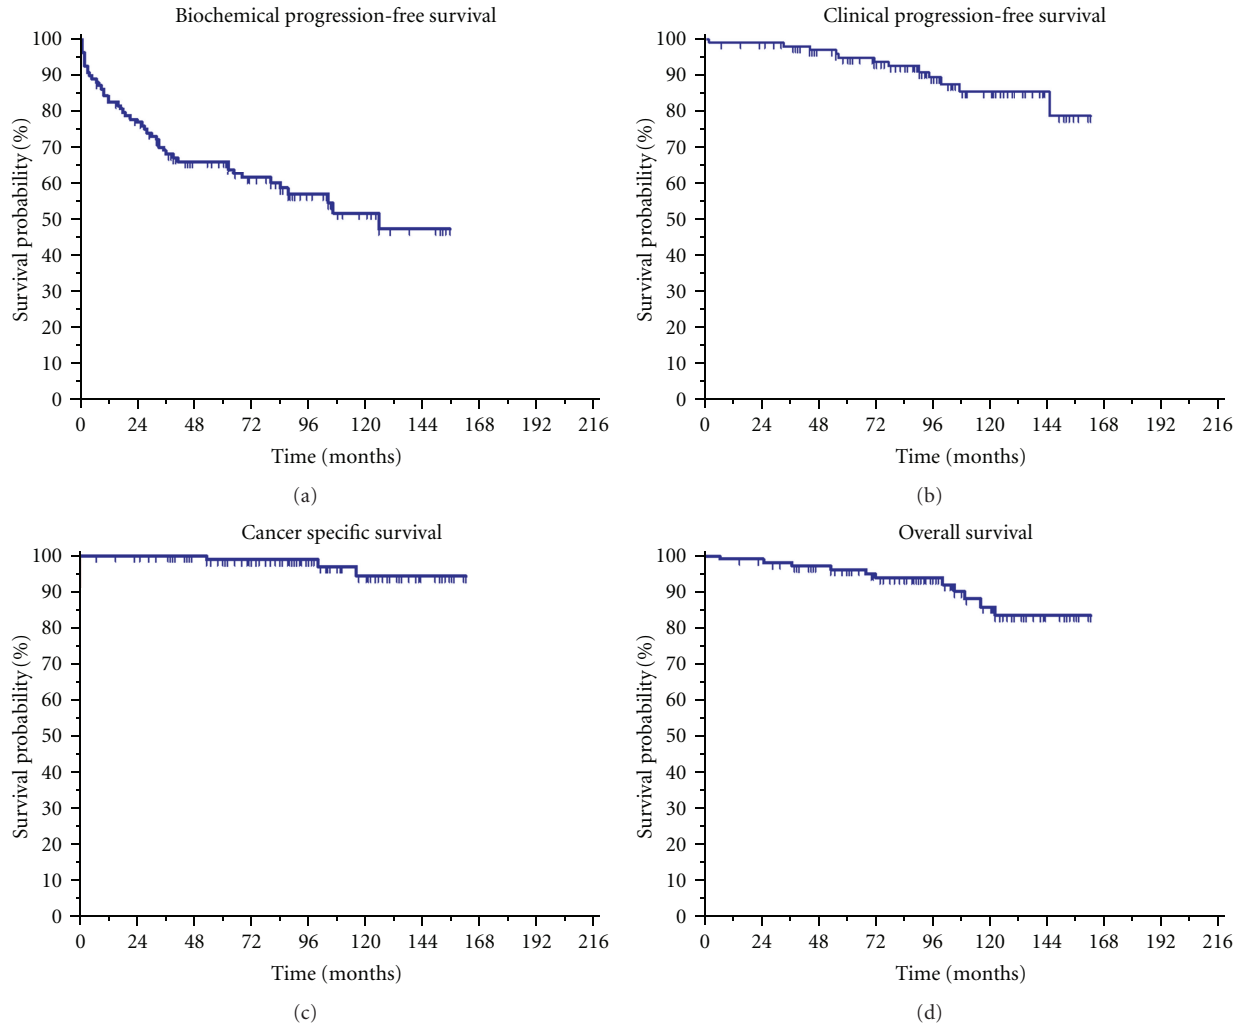 Biochemical progression-free survival
Survival probability (%)
100
90
80
70
60
50
40
30
20
10
0
0 24 48 72 96 120 144 168 192 216
Time (months)
(a)
Clinical progression-free survival
Survival probability (%)
100
90
80
70
60
50
40
30
20
10
0
0 24 48 72 96 120 144 168 192 216
Time (months)
(b)
Cancer specific survival
Survival probability (%)
100
90
80
70
60
50
40
30
20
10
0
0 24 48 72 96 120 144 168 192 216
Time (months)
(c)
Overall survival
Survival probability (%)
100
90
80
70
60
50
40
30
20
10
0
0 24 48 72 96 120 144 168 192 216
Time (months)
(d)